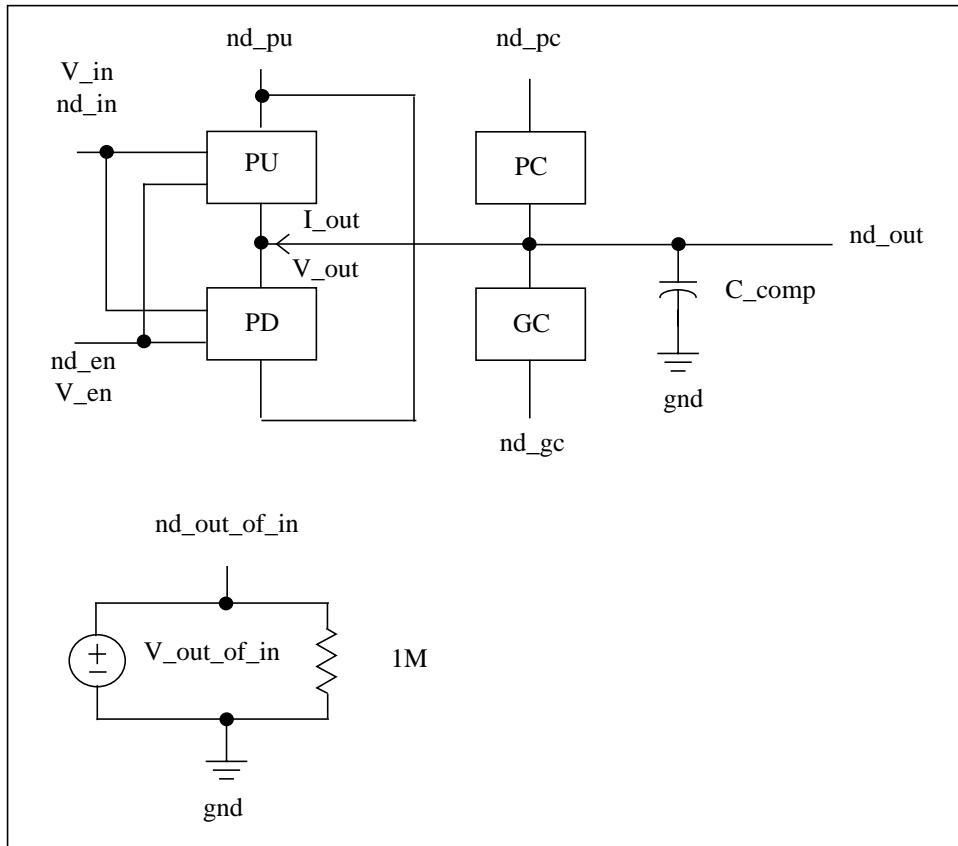 nd_pu
nd_pc
V_in
nd_in
PU
PC
I_out
nd_out
V_out
C_comp
PD
GC
nd_en
V_en
gnd
nd_gc
nd_out_of_in
V_out_of_in
1M
gnd